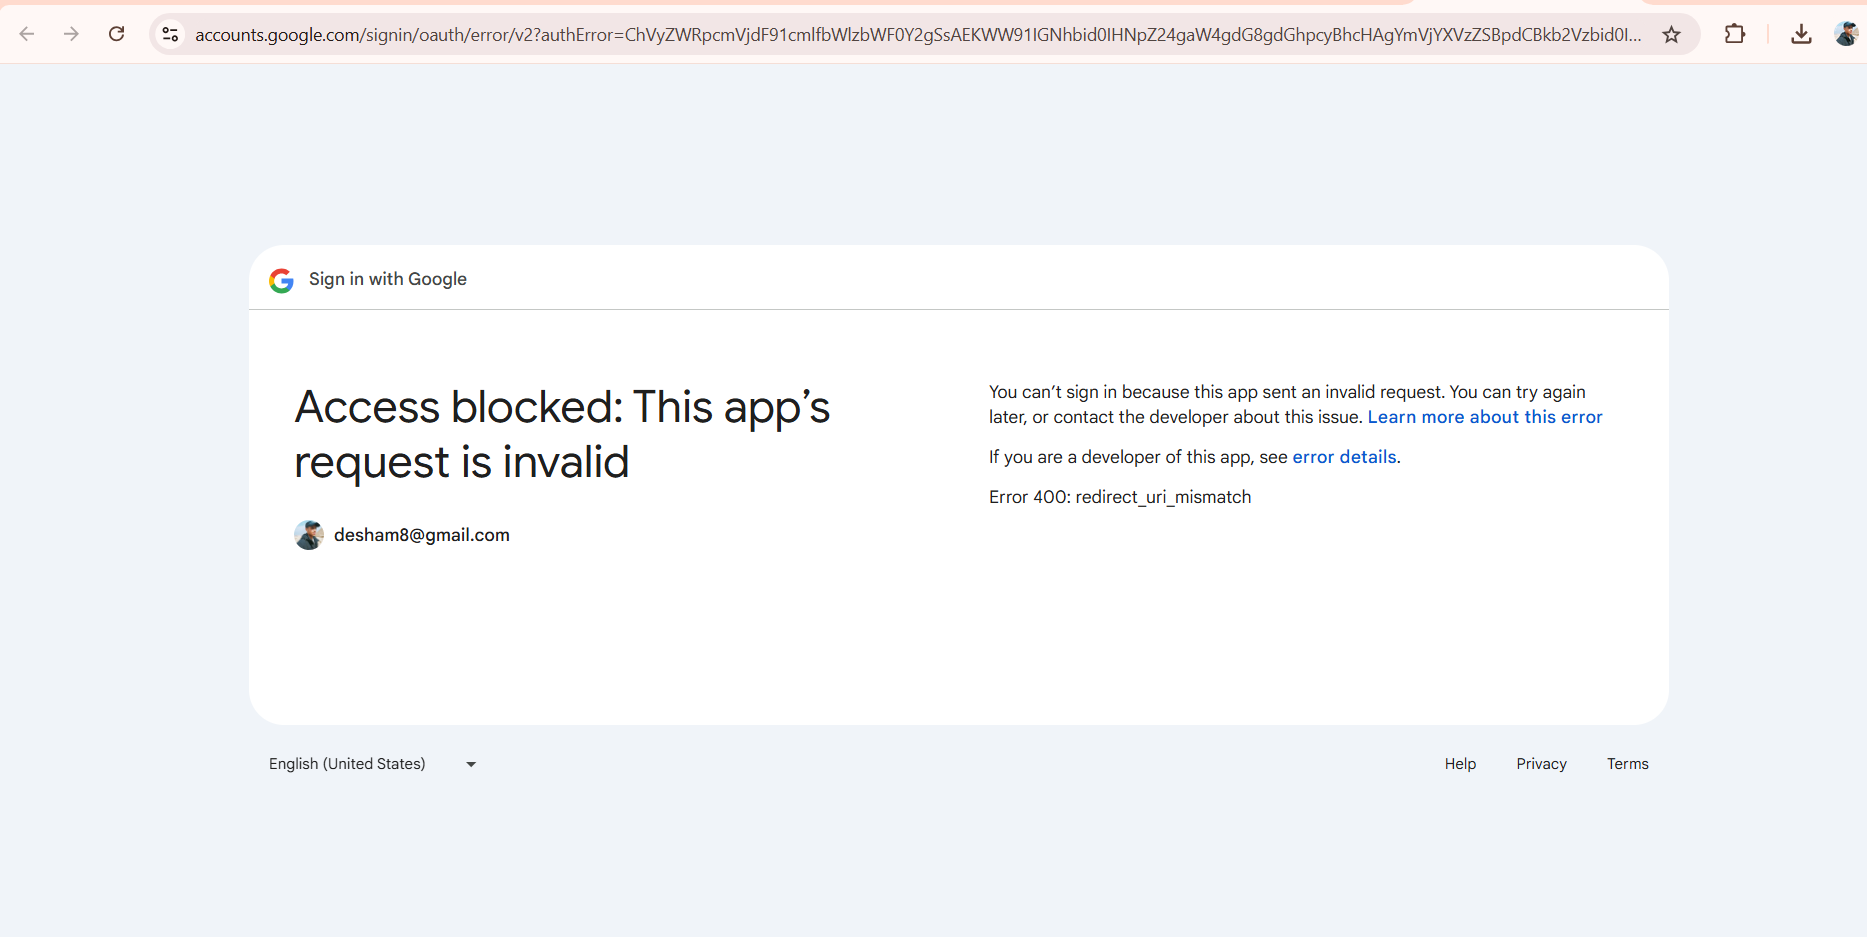 accounts.google.com/signin/oauth/error/v2?authError=ChVyZWRpcmVjdF91cmlfbWlzbWF0Y2gSsAEKWW91IGNhbid0IHNpZ24gaW4gdG8gdGhpcyBhcHAgYmVjYXVzZSBpdCBkb2Vzbid0I...
Sign in with Google
Access blocked: This app’s
request is invalid
desham8@gmail.com
You can’t sign in because this app sent an invalid request. You can try again
later, or contact the developer about this issue. Learn more about this error
If you are a developer of this app, see error details.
Error 400: redirect_uri_mismatch
English (United States)
Help Privacy Terms